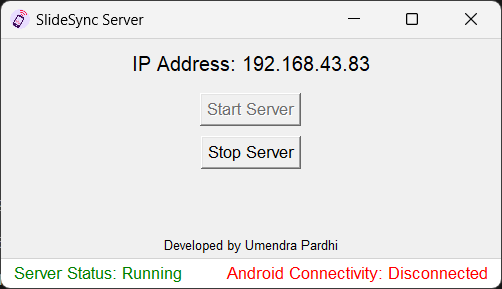 SlideSync Server
IP Address: 192.168.43.83
Start Server
Stop Server
Developed by Umendra Pardhi
Server Status: Running
Android Connectivity: Disconnected